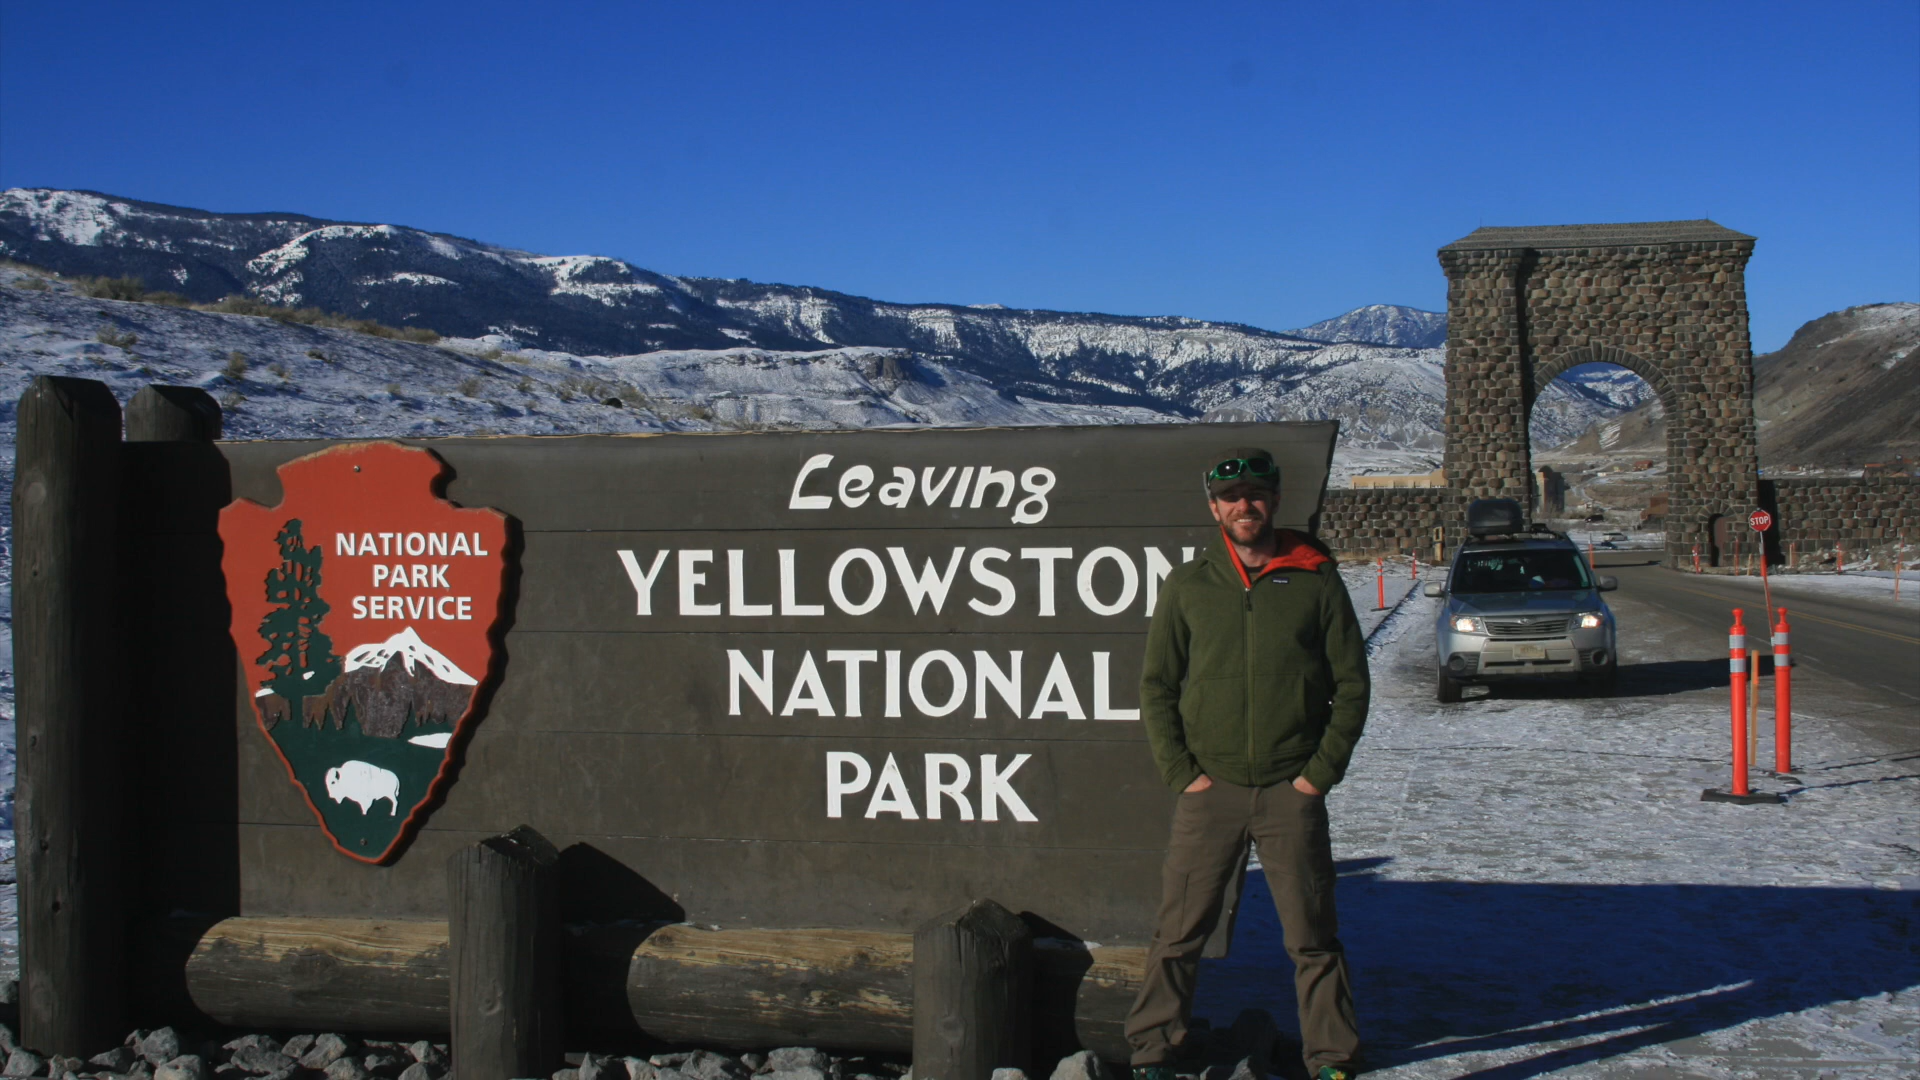 Leaving
YELLOWSTON
NATIONAL
PARK
NATIONAL
PARK
SERVICE
STOP